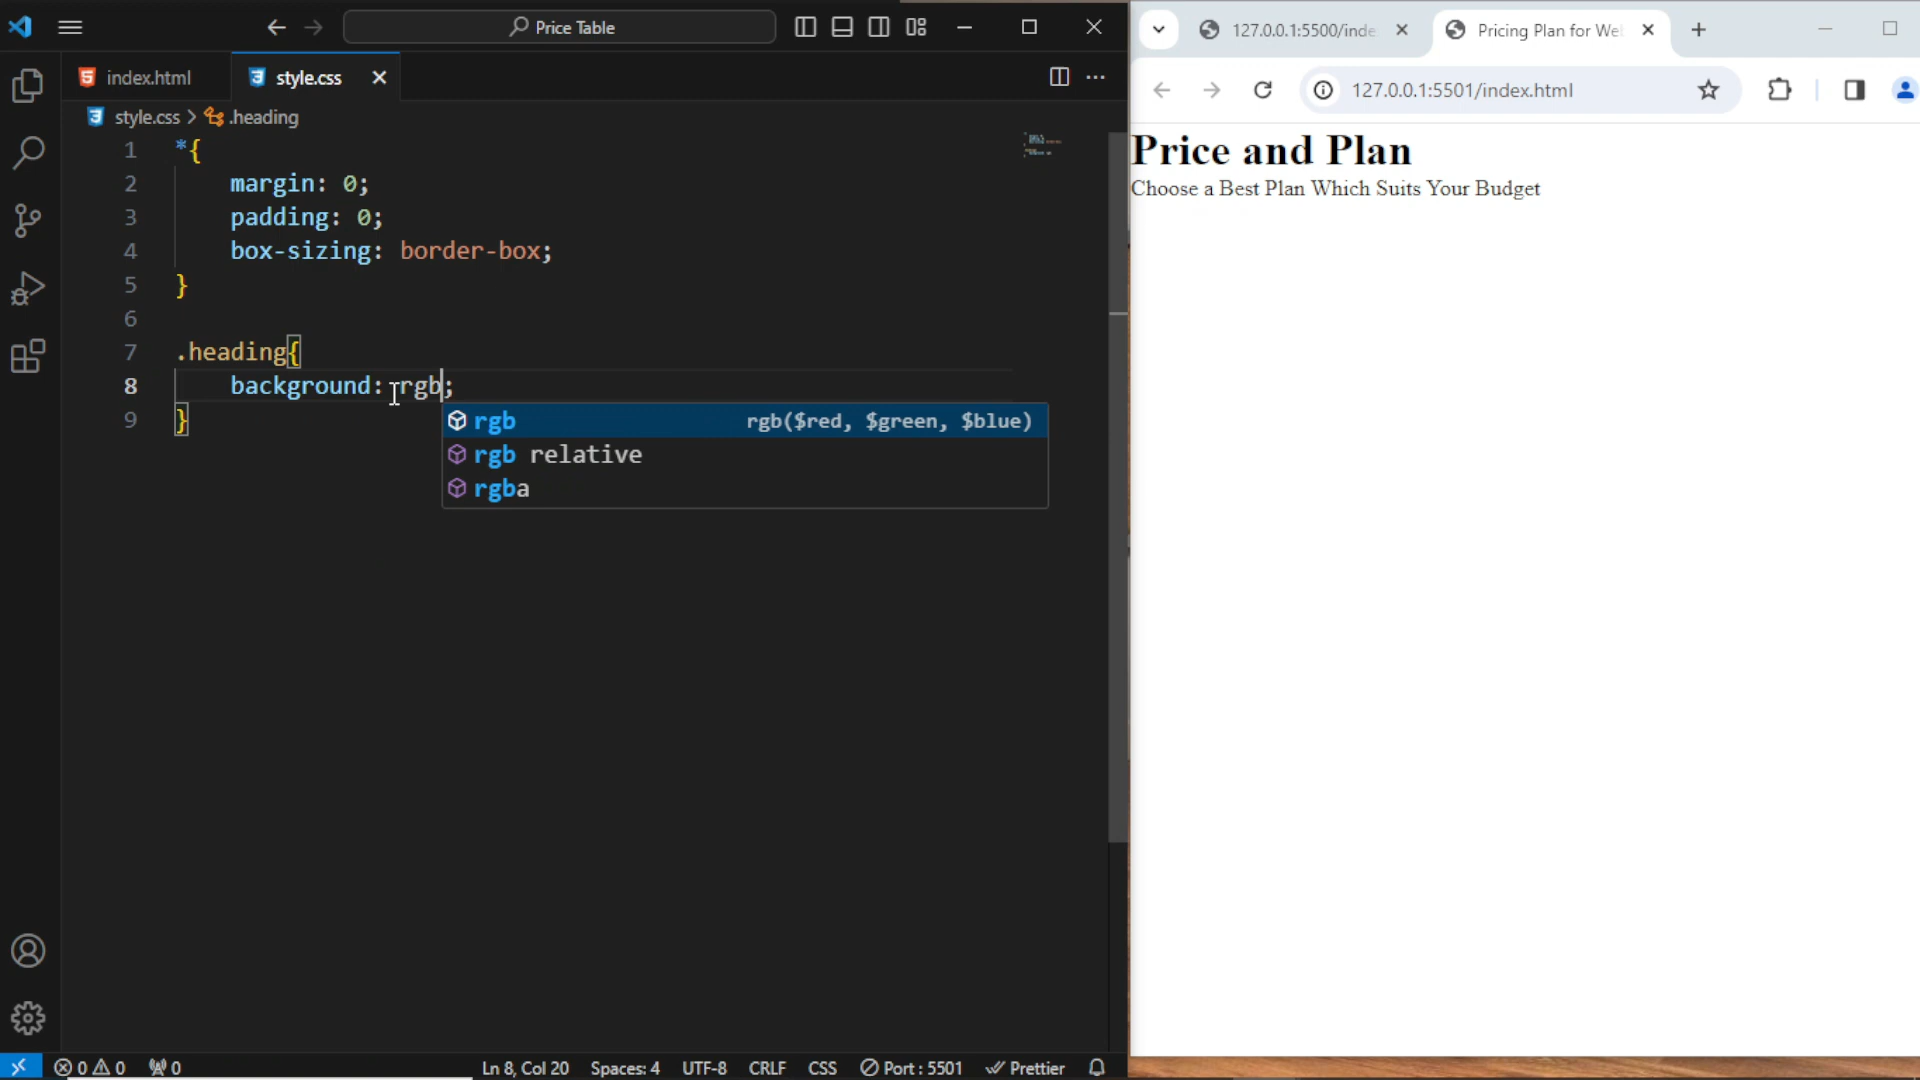 Price Table
index.html
style.css
style.css > .heading
1 *{
2 margin: 0;
3 padding: 0;
4 box-sizing: border-box;
5 }
6
7 .heading{
8 background: rgb;
9 }
rgb rgb($red, $green, $blue)
rgb relative
rgba
0 0 0 Ln 8, Col 20 Spaces: 4 UTF-8 CRLF CSS Port : 5501 Prettier
127.0.0.1:5500/inde
Pricing Plan for We
127.0.0.1:5501/index.html
Price and Plan
Choose a Best Plan Which Suits Your Budget